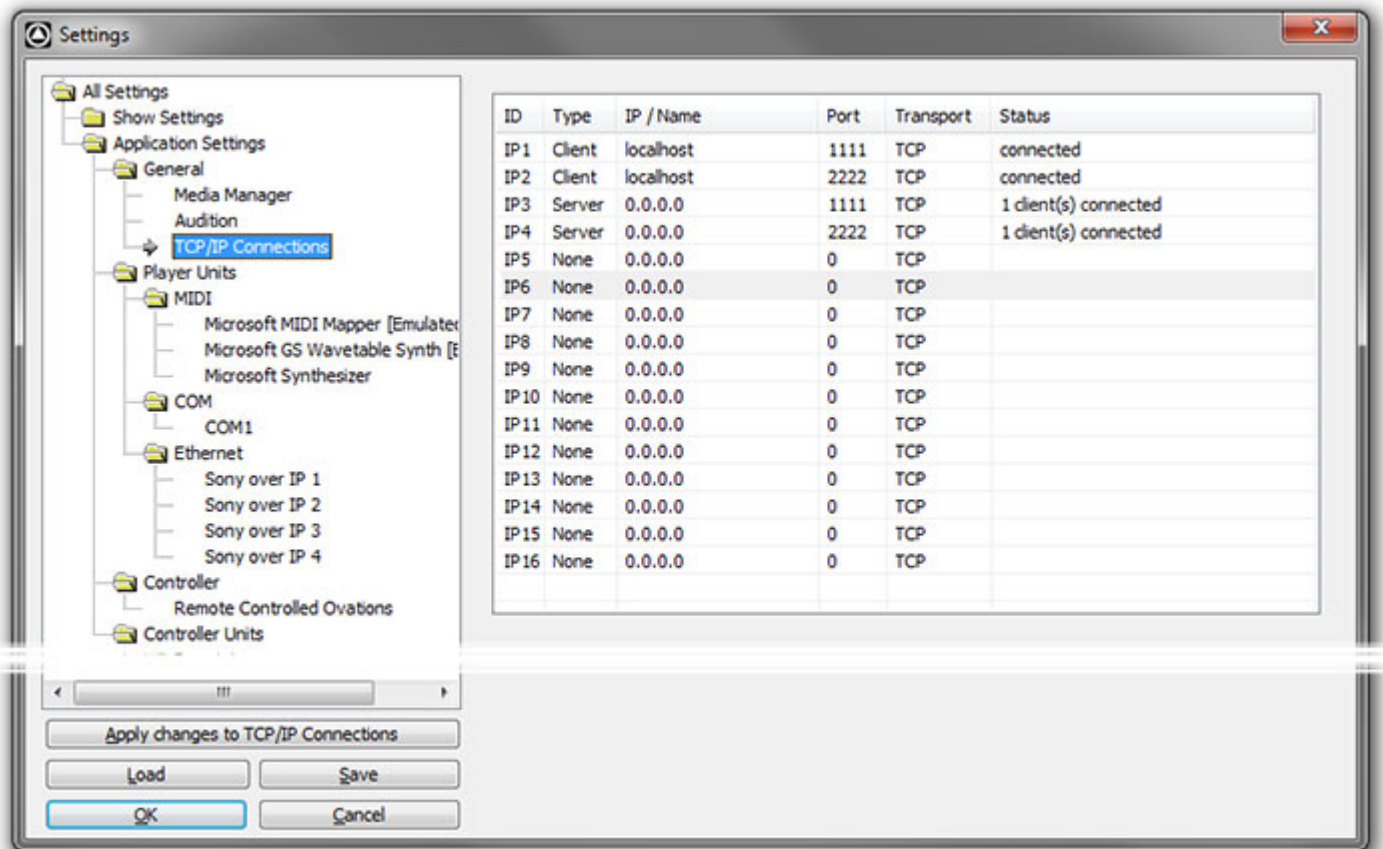 Settings
All Settings
Show Settings
Application Settings
General
Media Manager
Audition
TCP/IP Connections
Player Units
MIDI
Microsoft MIDI Mapper [Emulated
Microsoft GS Wavetable Synth [E
Microsoft Synthesizer
COM
COM1
Ethernet
Sony over IP 1
Sony over IP 2
Sony over IP 3
Sony over IP 4
Controller
Remote Controlled Ovations
Controller Units
Apply changes to TCP/IP Connections
Load Save
OK Cancel
ID Type IP / Name Port Transport Status
IP1 Client localhost 1111 TCP connected
IP2 Client localhost 2222 TCP connected
IP3 Server 0.0.0.0 1111 TCP 1 client(s) connected
IP4 Server 0.0.0.0 2222 TCP 1 client(s) connected
IP5 None 0.0.0.0 0 TCP
IP6 None 0.0.0.0 0 TCP
IP7 None 0.0.0.0 0 TCP
IP8 None 0.0.0.0 0 TCP
IP9 None 0.0.0.0 0 TCP
IP10 None 0.0.0.0 0 TCP
IP11 None 0.0.0.0 0 TCP
IP12 None 0.0.0.0 0 TCP
IP13 None 0.0.0.0 0 TCP
IP14 None 0.0.0.0 0 TCP
IP15 None 0.0.0.0 0 TCP
IP16 None 0.0.0.0 0 TCP